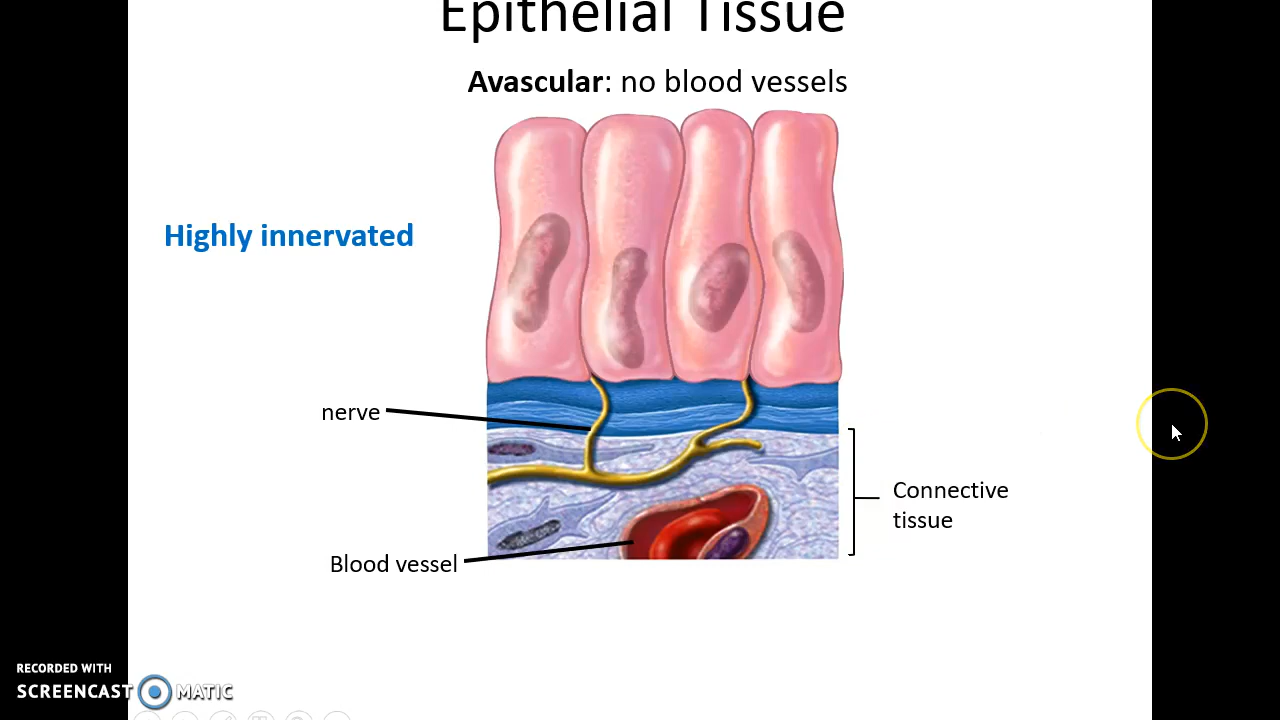 Epithelial Tissue
Avascular: no blood vessels
Highly innervated
nerve
Connective
tissue
Blood vessel
RECORDED WITH
SCREENCAST MATIC